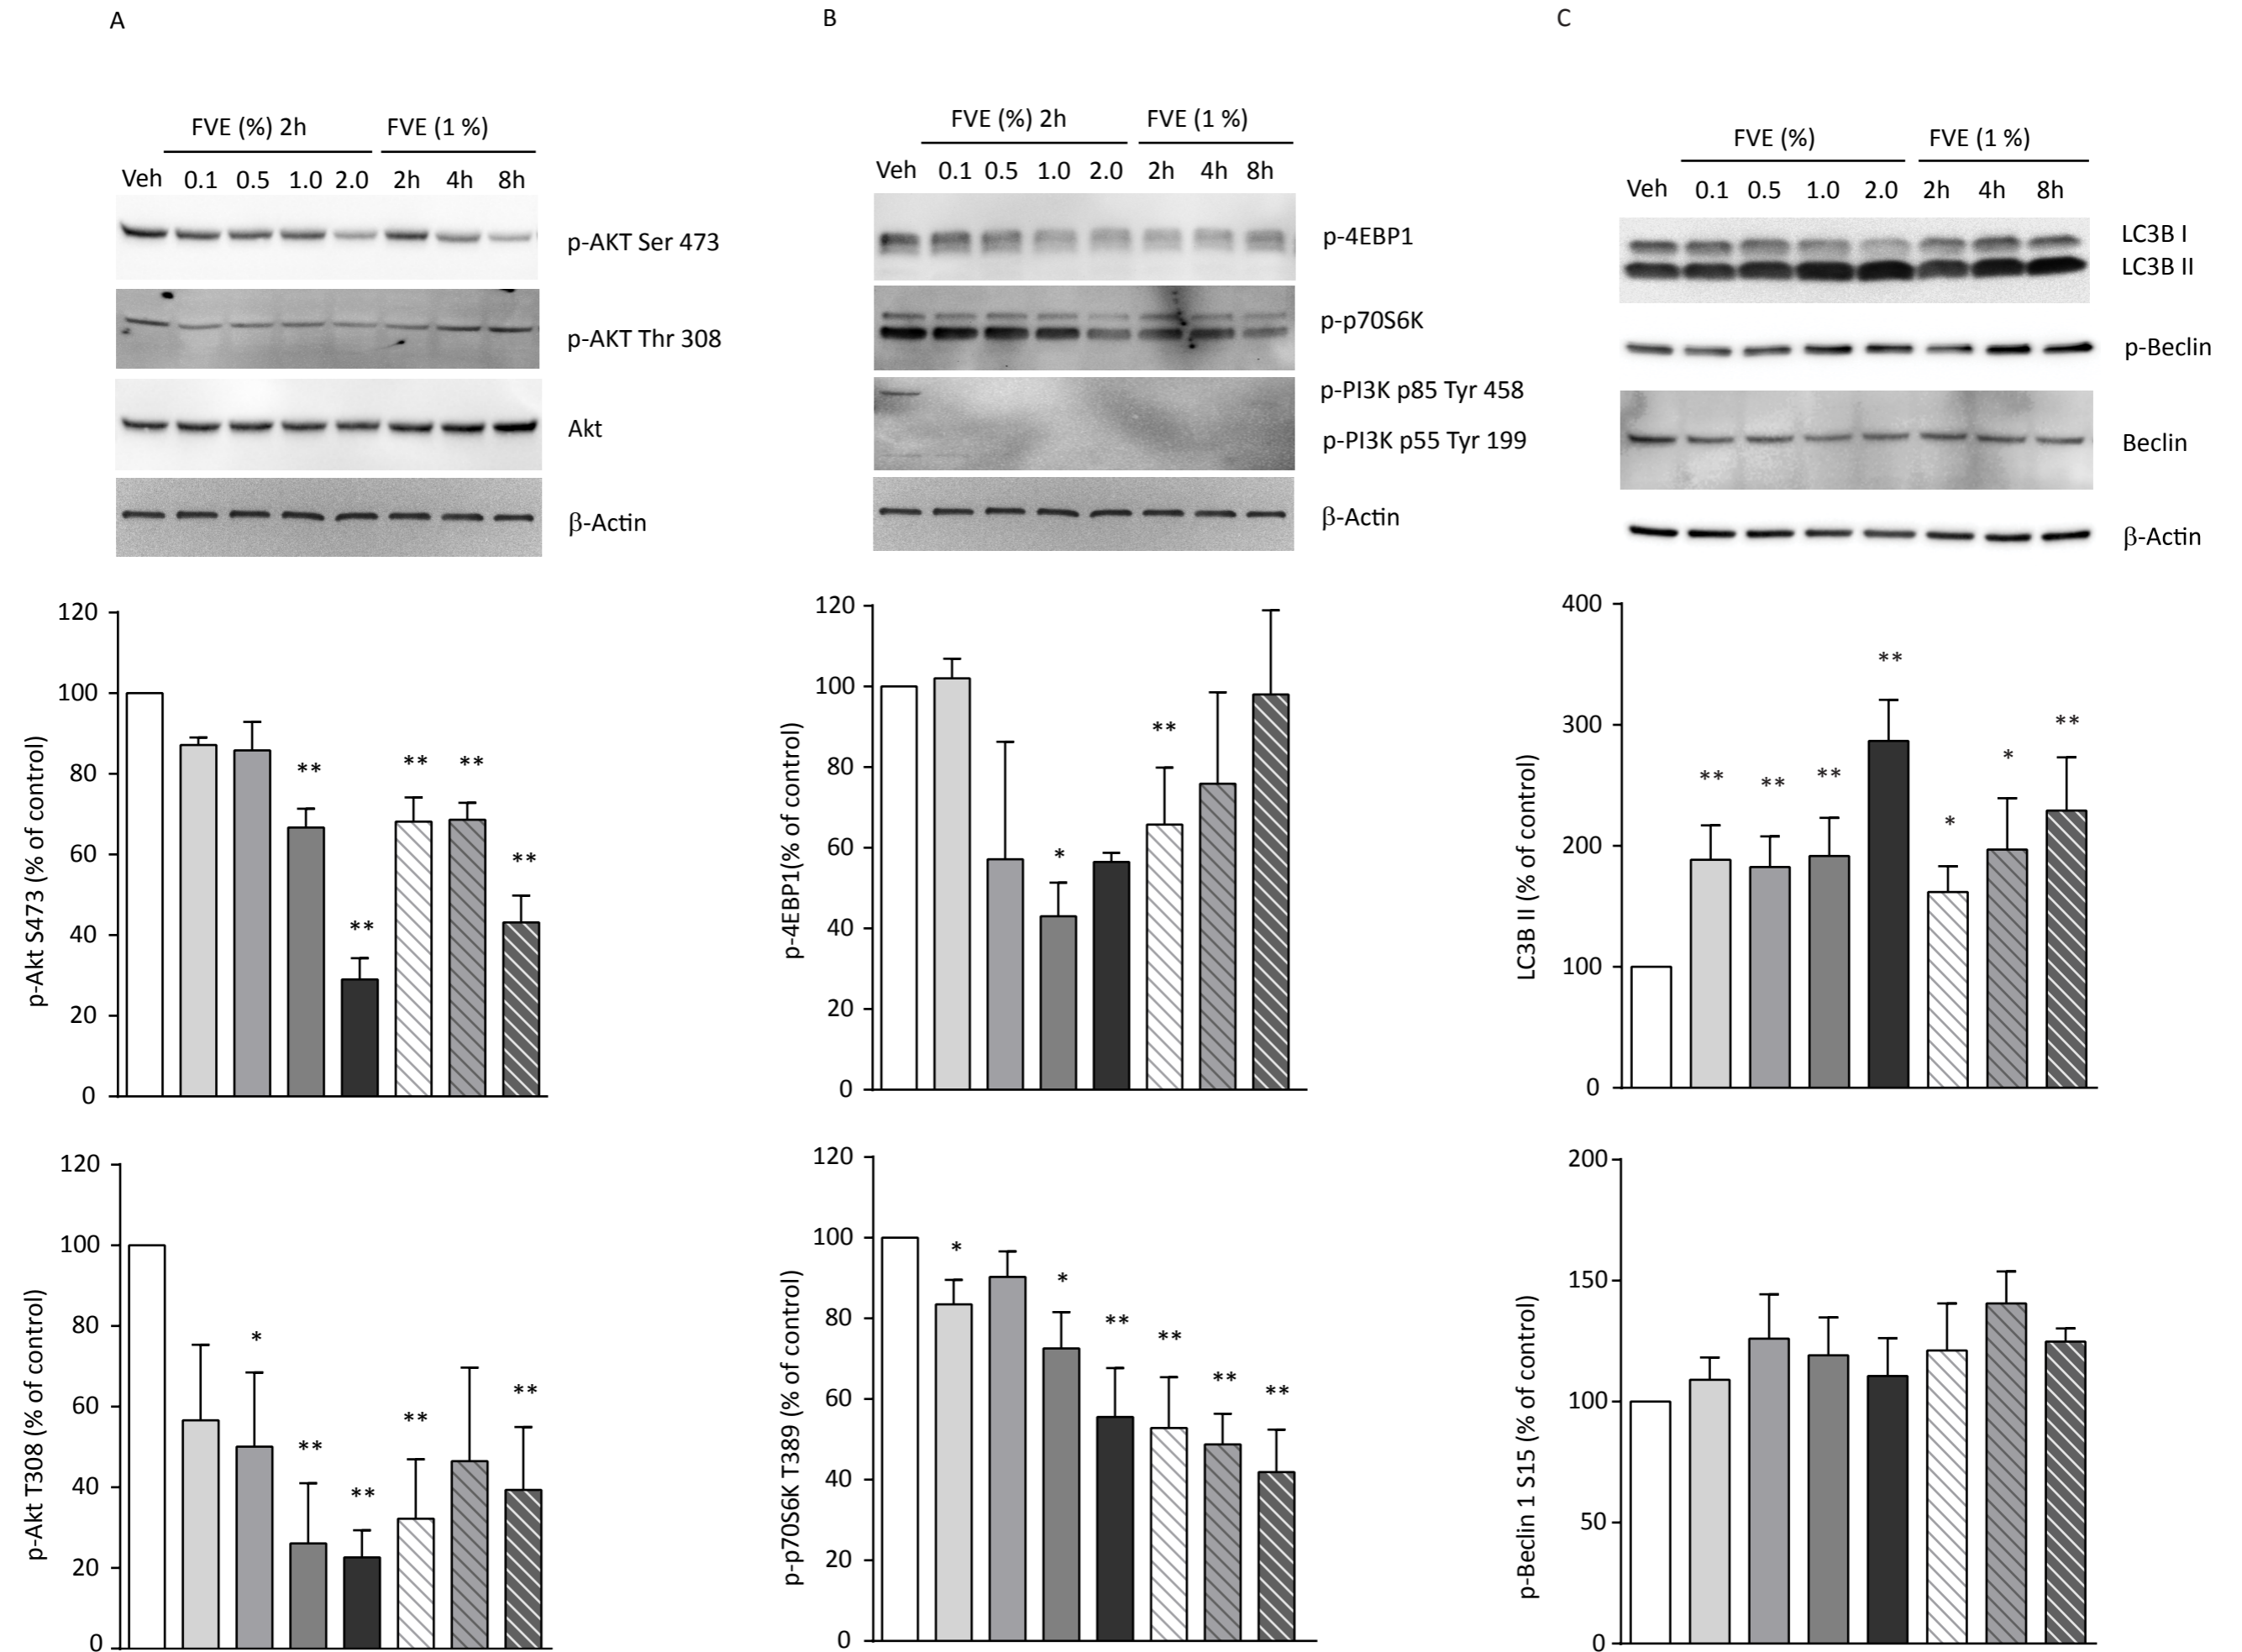 A
B
C
FVE (%) 2h
FVE (1 %)
Veh 0.1 0.5 1.0 2.0 2h 4h 8h
p-AKT Ser 473
p-AKT Thr 308
Akt
β-Actin
FVE (%) 2h
FVE (1 %)
Veh 0.1 0.5 1.0 2.0 2h 4h 8h
p-4EBP1
p-p70S6K
p-PI3K p85 Tyr 458
p-PI3K p55 Tyr 199
β-Actin
FVE (%)
FVE (1 %)
Veh 0.1 0.5 1.0 2.0 2h 4h 8h
LC3B I
LC3B II
p-Beclin
Beclin
β-Actin
p-Akt S473 (% of control)
120
100
80
60
40
20
0
** ** ** ** **
p-4EBP1(% of control)
120
100
80
60
40
20
0
* **
LC3B II (% of control)
400
300
200
100
0
** ** ** ** * * **
p-Akt T308 (% of control)
120
100
80
60
40
20
0
* ** ** ** **
p-p70S6K T389 (% of control)
120
100
80
60
40
20
0
* * ** ** ** **
p-Beclin 1 S15 (% of control)
200
150
100
50
0